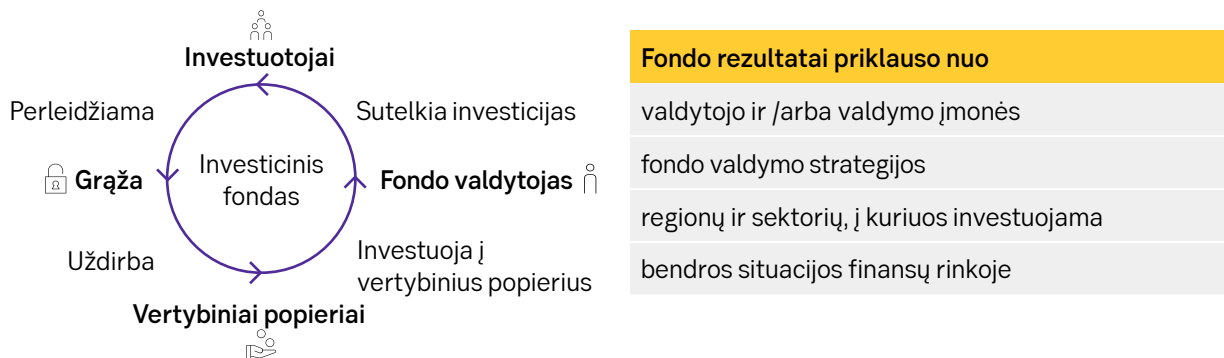 Investuotojai
Perleidžiama
Sutelkia investicijas
Grąža
Investicinis
fondas
Fondo valdytojas
Uždirba
Investuoja į
vertybinius popierius
Vertybiniai popieriai
Fondo rezultatai priklauso nuo
valdytojo ir /arba valdymo įmonės
fondo valdymo strategijos
regionų ir sektorių, į kuriuos investuojama
bendros situacijos finansų rinkoje